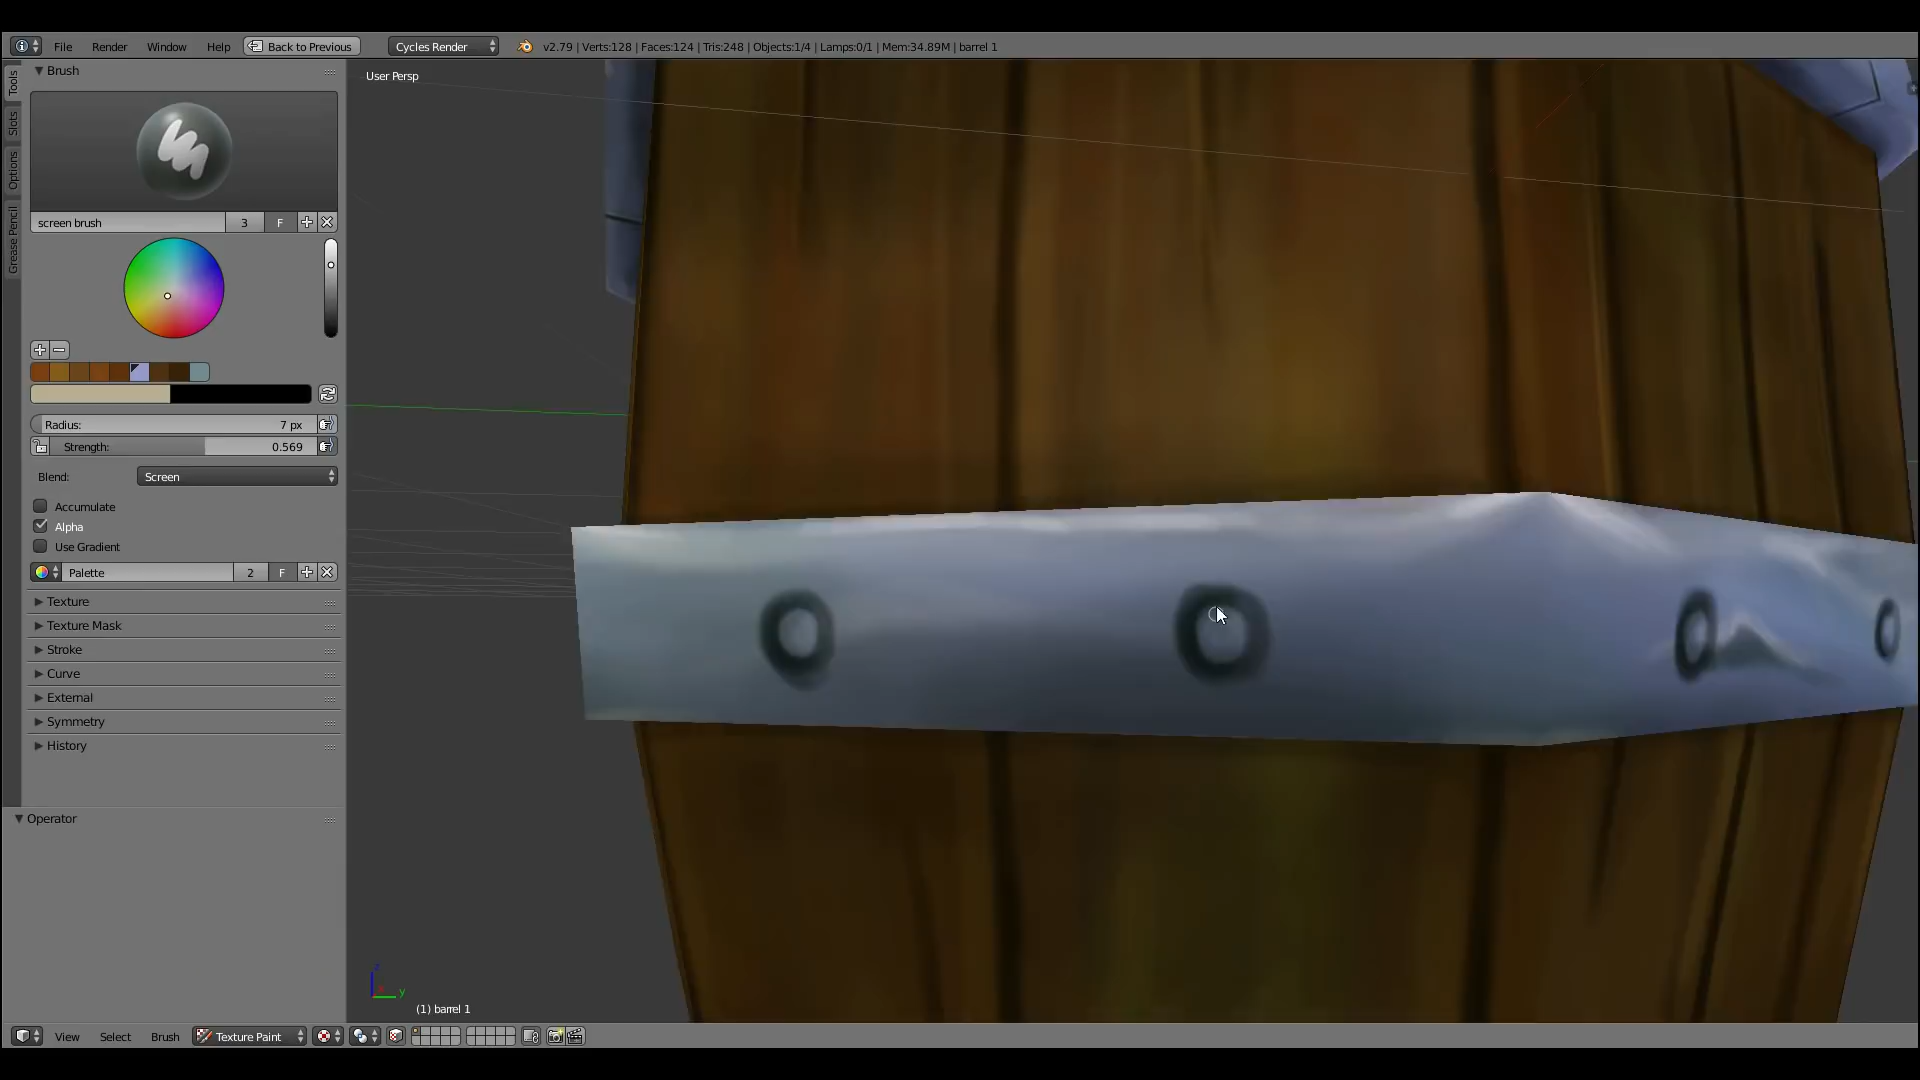 File Render Window Help Back to Previous Cycles Render v2.79 | Verts:128 | Faces:124 | Tris:248 | Objects:1/4 | Lamps:0/1 | Mem:34.89M | barrel 1
Tools
Slots
Options
Grease Pencil
Brush
screen brush 3 F
Radius: 7 px
Strength: 0.569
Blend: Screen
Accumulate
Alpha
Use Gradient
Palette 2 F
Texture
Texture Mask
Stroke
Curve
External
Symmetry
History
Operator
User Persp
z
y
(1) barrel 1
View Select Brush Texture Paint